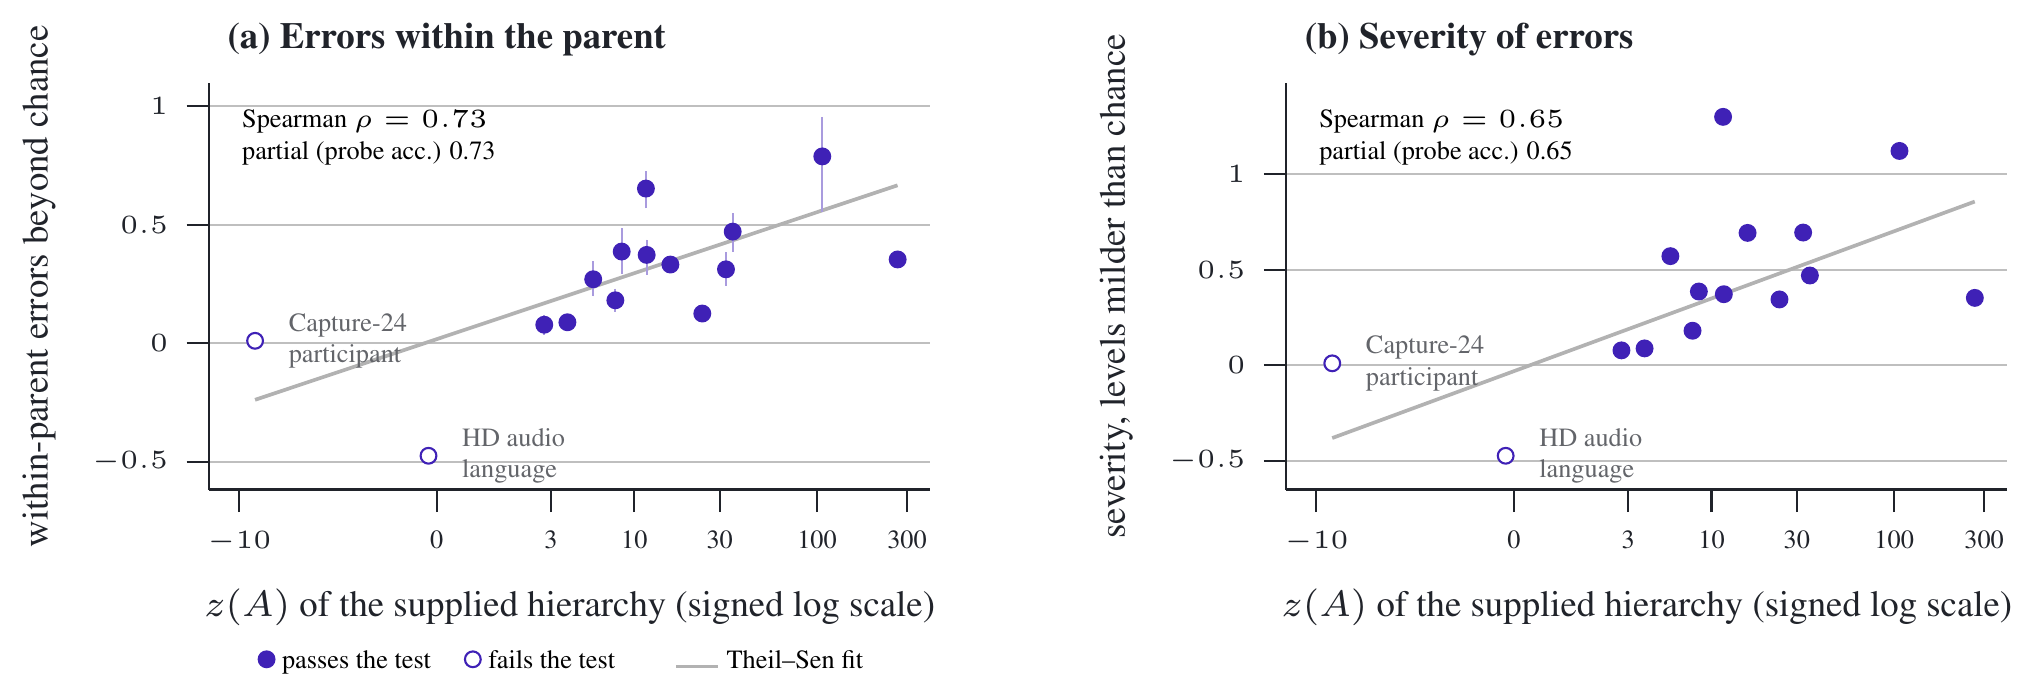 (a) Errors within the parent
within-parent errors beyond chance
1
0.5
0
−0.5
Spearman ρ = 0.73
partial (probe acc.) 0.73
Capture-24
participant
HD audio
language
−10 0 3 10 30 100 300
z(A) of the supplied hierarchy (signed log scale)
(b) Severity of errors
severity, levels milder than chance
1
0.5
0
−0.5
Spearman ρ = 0.65
partial (probe acc.) 0.65
Capture-24
participant
HD audio
language
−10 0 3 10 30 100 300
z(A) of the supplied hierarchy (signed log scale)
passes the test fails the test Theil–Sen fit